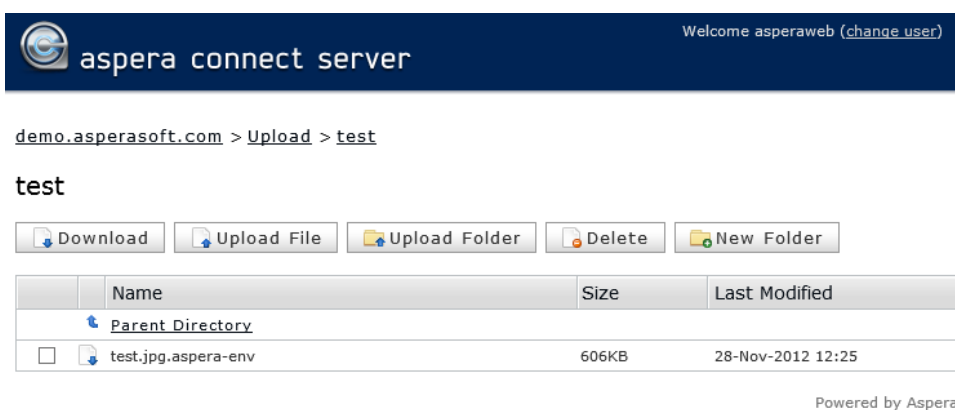 Welcome asperaweb (change user)
aspera connect server
demo.asperasoft.com > Upload > test
test
Download Upload File Upload Folder Delete New Folder
Name Size Last Modified
Parent Directory
test.jpg.aspera-env 606KB 28-Nov-2012 12:25
Powered by Aspera